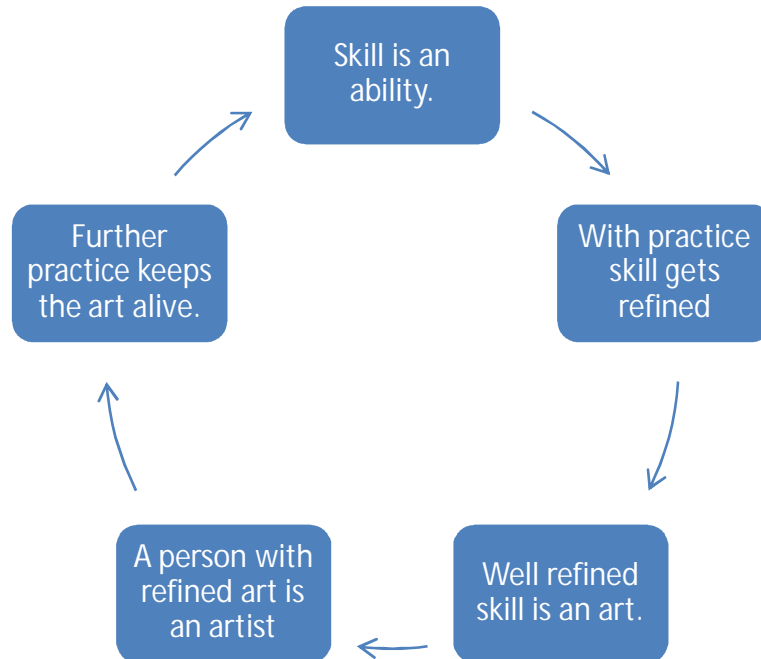 Skill is an
ability.
With practice
skill gets
refined
Well refined
skill is an art.
A person with
refined art is
an artist
Further
practice keeps
the art alive.